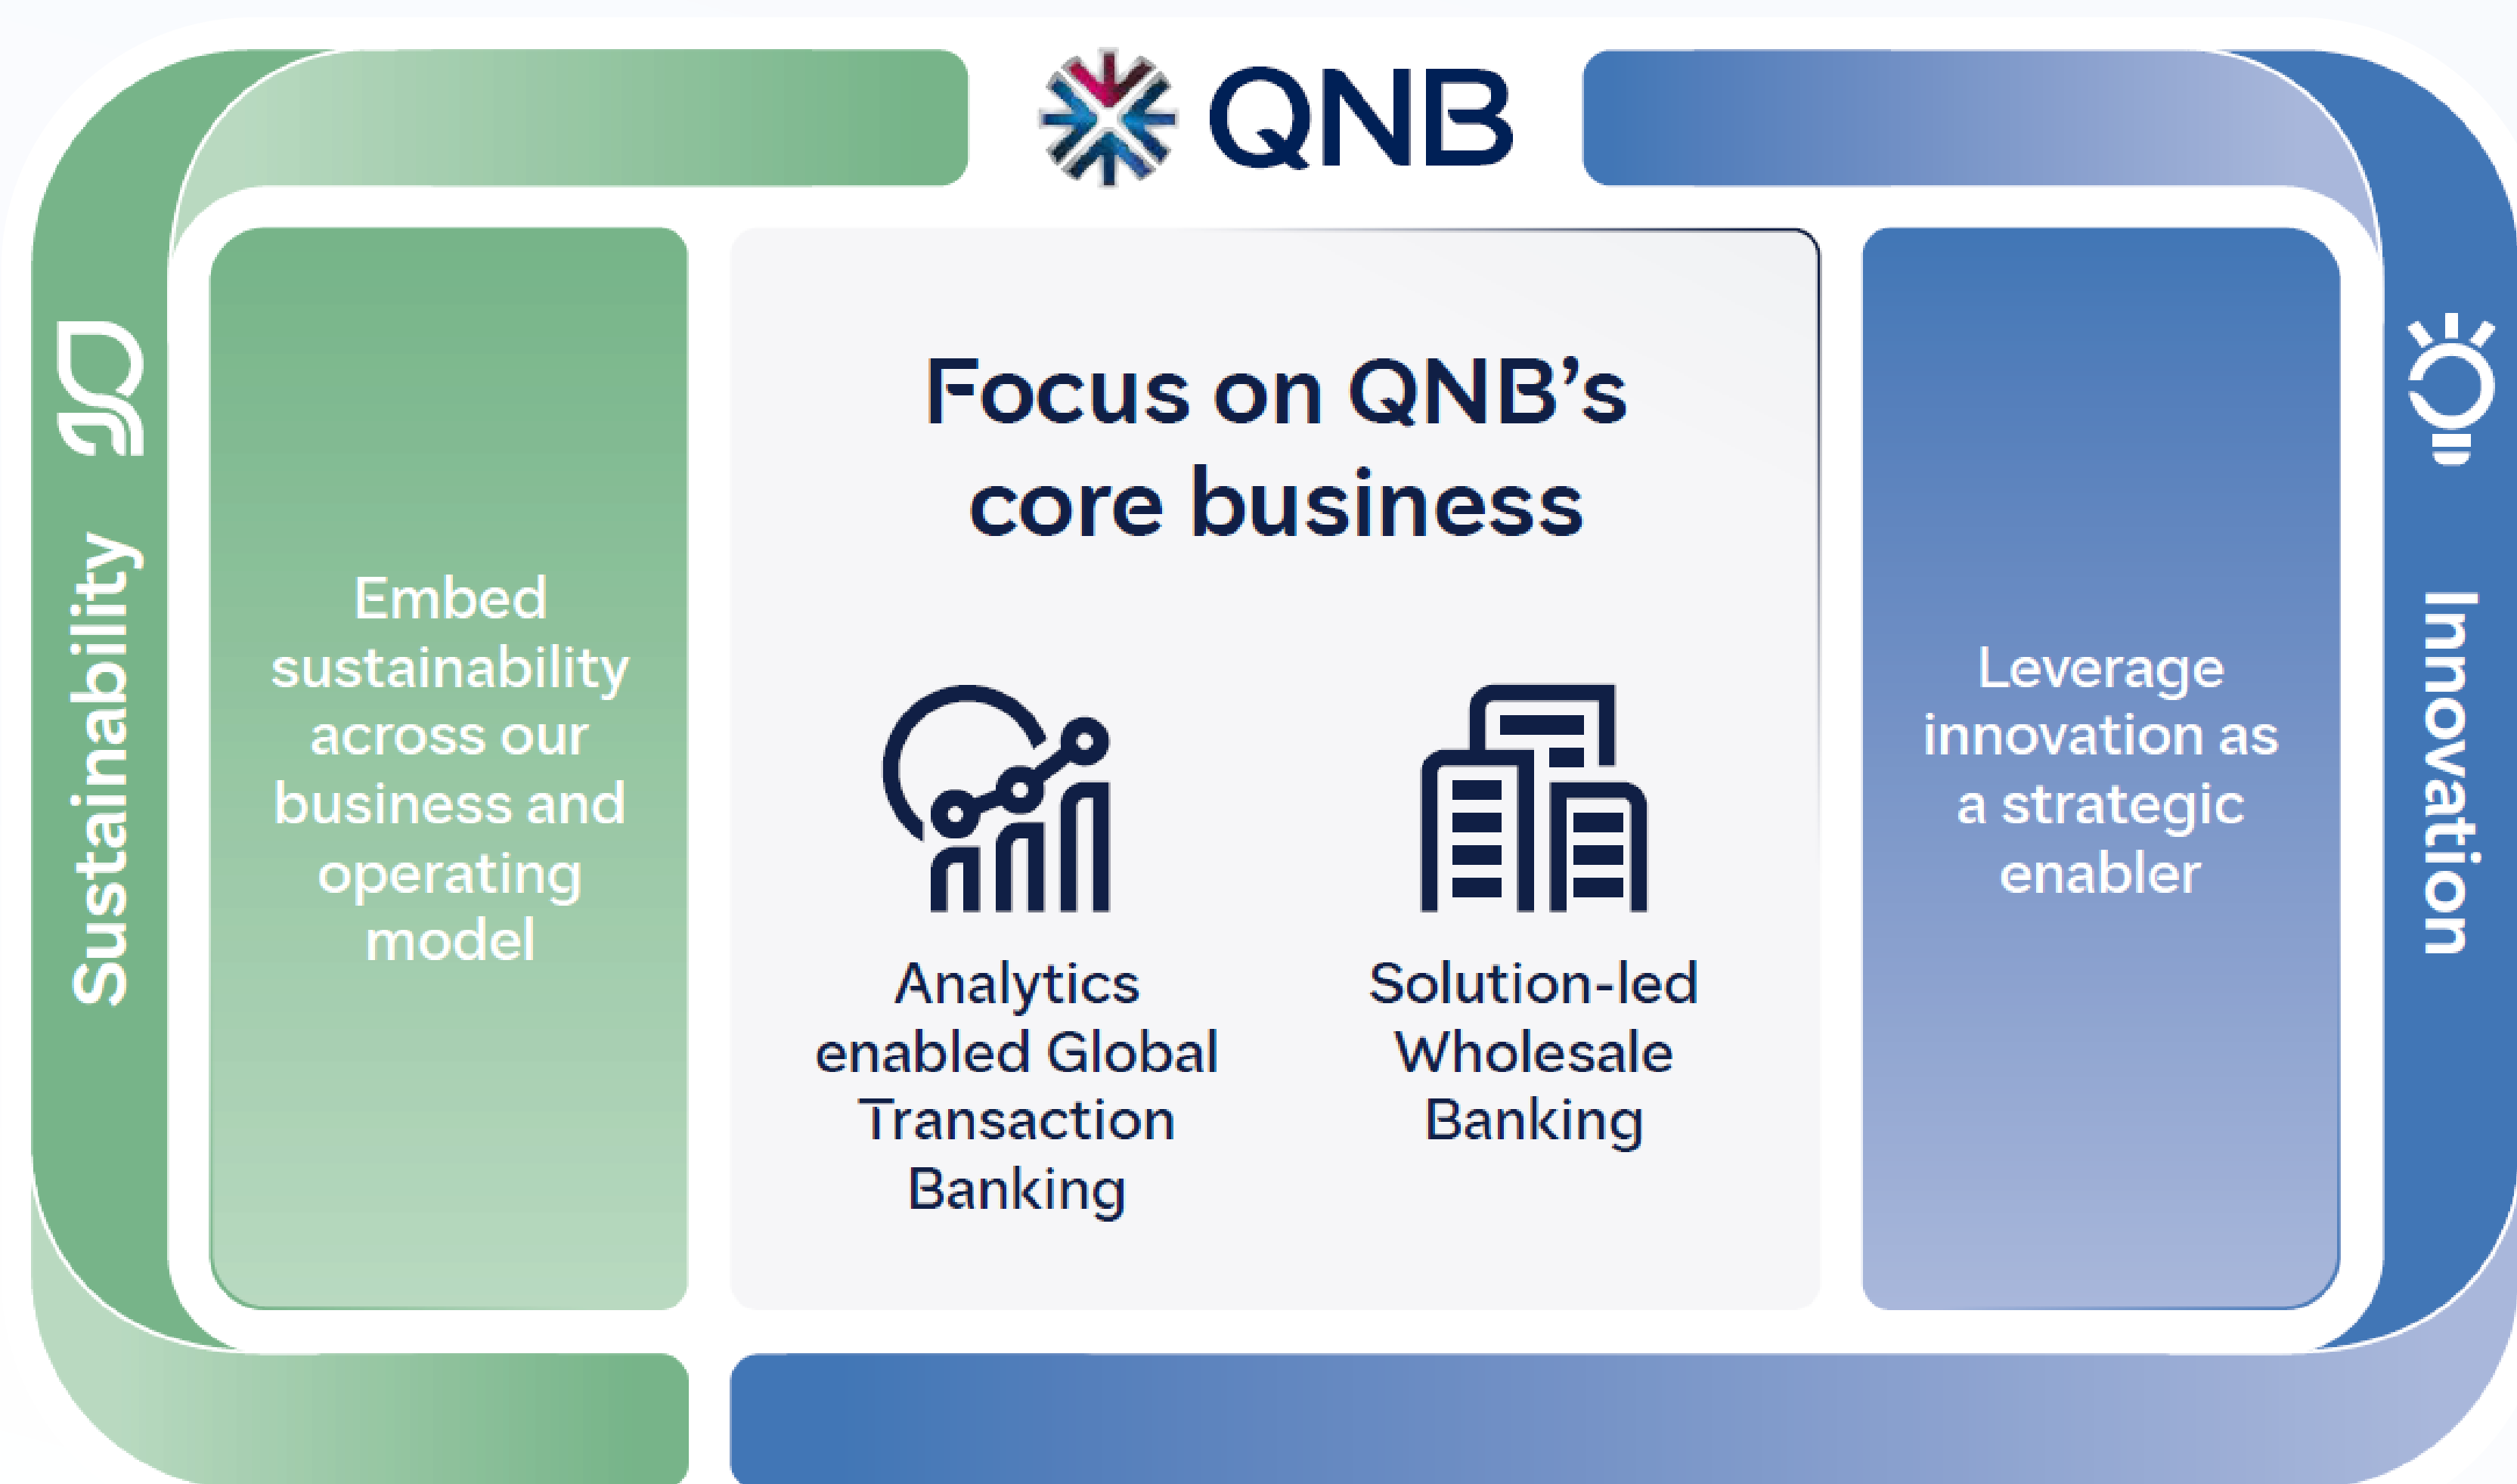 QNB
Sustainability
Embed
sustainability
across our
business and
operating
model
Focus on QNB’s
core business
Analytics
enabled Global
Transaction
Banking
Solution-led
Wholesale
Banking
Leverage
innovation as
a strategic
enabler
Innovation